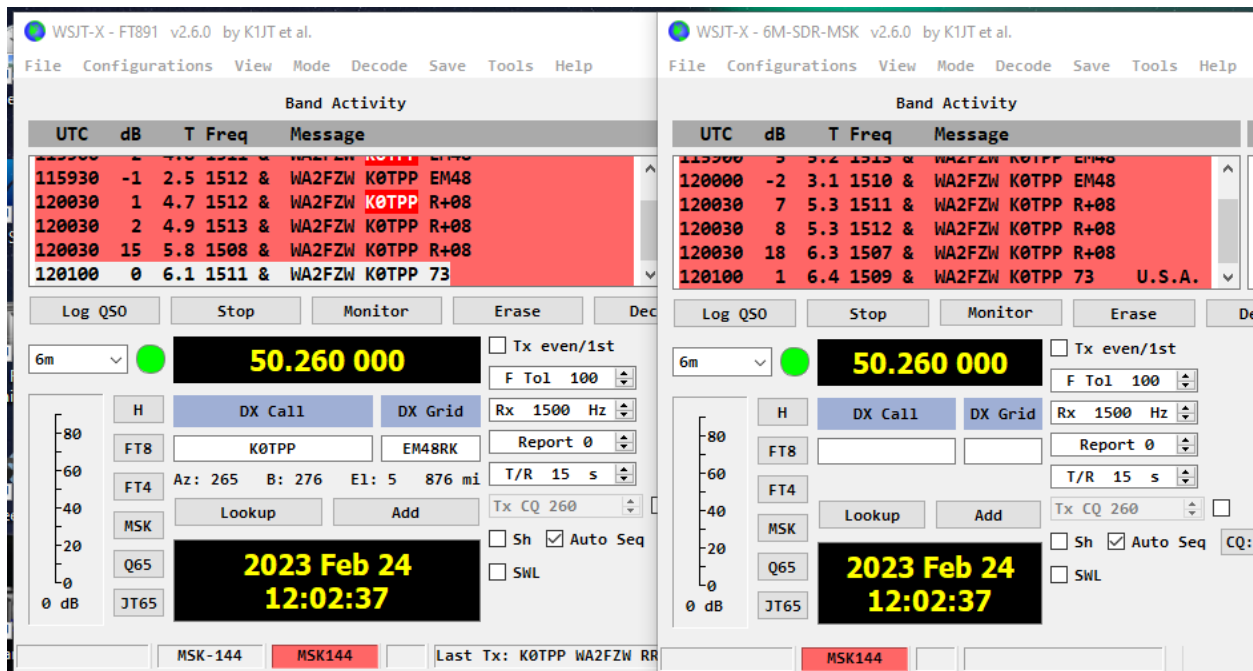 WSJT-X - FT891 v2.6.0 by K1JT et al.
File Configurations View Mode Decode Save Tools Help
Band Activity
UTC dB T Freq Message
115930 -1 2.5 1512 & WA2FZW K0TPP EM48
120030 1 4.7 1512 & WA2FZW K0TPP R+08
120030 2 4.9 1513 & WA2FZW K0TPP R+08
120030 15 5.8 1508 & WA2FZW K0TPP R+08
120100 0 6.1 1511 & WA2FZW K0TPP 73
Log QSO Stop Monitor Erase Dec
6m
50.260 000
Tx even/1st
F Tol 100
Rx 1500 Hz
Report 0
T/R 15 s
Tx CQ 260
Sh Auto Seq
SWL
-80
-60
-40
-20
-0
0 dB
H
FT8
FT4
MSK
Q65
JT65
DX Call DX Grid
K0TPP EM48RK
Az: 265 B: 276 El: 5 876 mi
Lookup Add
2023 Feb 24
12:02:37
MSK-144 MSK144 Last Tx: K0TPP WA2FZW RR
WSJT-X - 6M-SDR-MSK v2.6.0 by K1JT et al.
File Configurations View Mode Decode Save Tools Help
Band Activity
UTC dB T Freq Message
120000 -2 3.1 1510 & WA2FZW K0TPP EM48
120030 7 5.3 1511 & WA2FZW K0TPP R+08
120030 8 5.3 1512 & WA2FZW K0TPP R+08
120030 18 6.3 1507 & WA2FZW K0TPP R+08
120100 1 6.4 1509 & WA2FZW K0TPP 73 U.S.A.
Log QSO Stop Monitor Erase De
6m
50.260 000
Tx even/1st
F Tol 100
Rx 1500 Hz
Report 0
T/R 15 s
Tx CQ 260
Sh Auto Seq CQ:
SWL
-80
-60
-40
-20
-0
0 dB
H
FT8
FT4
MSK
Q65
JT65
DX Call DX Grid
Lookup Add
2023 Feb 24
12:02:37
MSK144